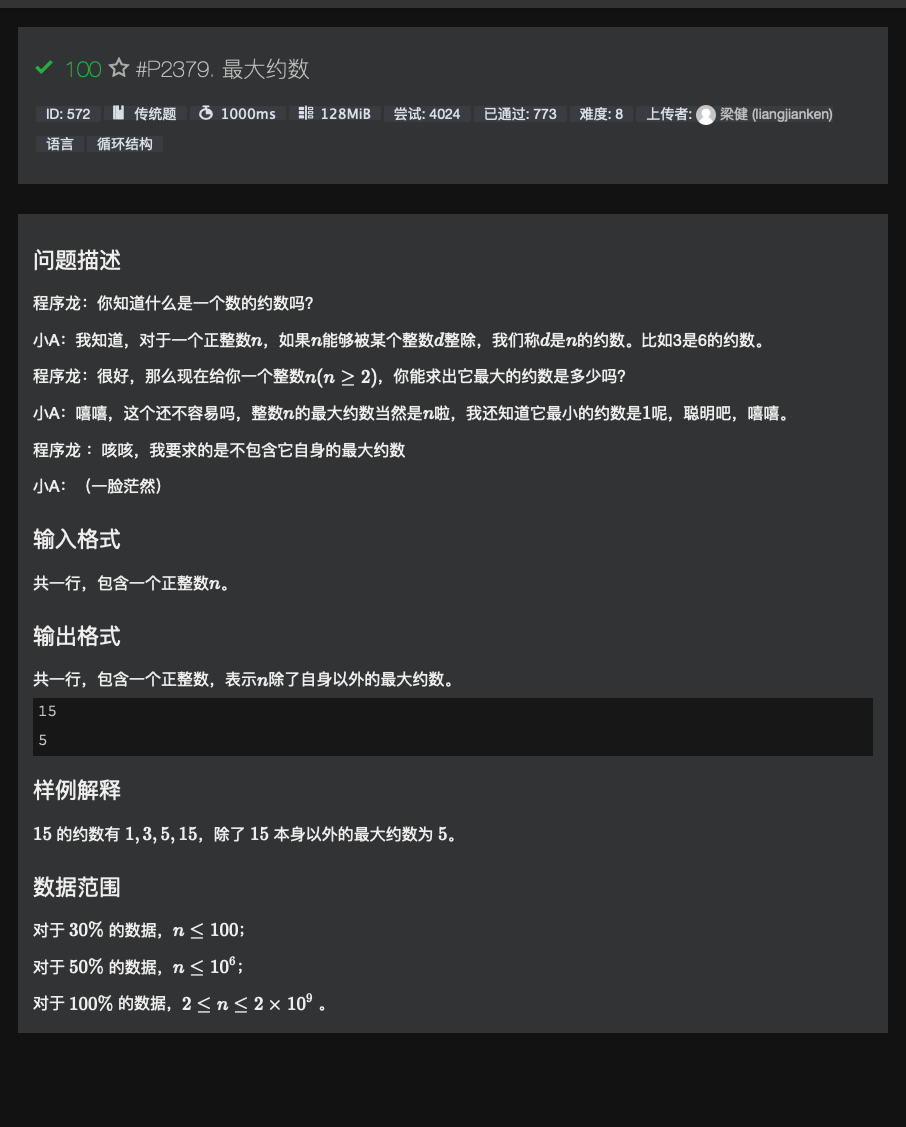 100 #P2379. 最大约数
ID: 572 传统题 1000ms 128MiB 尝试: 4024 已通过: 773 难度: 8 上传者: 梁健 (liangjianken)
语言 循环结构
问题描述
程序龙：你知道什么是一个数的约数吗？
小A：我知道，对于一个正整数n，如果n能够被某个整数d整除，我们称d是n的约数。比如3是6的约数。
程序龙：很好，那么现在给你一个整数n(n ≥ 2)，你能求出它最大的约数是多少吗？
小A：嘻嘻，这个还不容易吗，整数n的最大约数当然是n啦，我还知道它最小的约数是1呢，聪明吧，嘻嘻。
程序龙 ：咳咳，我要求的是不包含它自身的最大约数
小A：（一脸茫然）
输入格式
共一行，包含一个正整数n。
输出格式
共一行，包含一个正整数，表示n除了自身以外的最大约数。
15
5
样例解释
15 的约数有 1, 3, 5, 15，除了 15 本身以外的最大约数为 5。
数据范围
对于 30% 的数据，n ≤ 100；
对于 50% 的数据，n ≤ 10⁶；
对于 100% 的数据，2 ≤ n ≤ 2 × 10⁹ 。